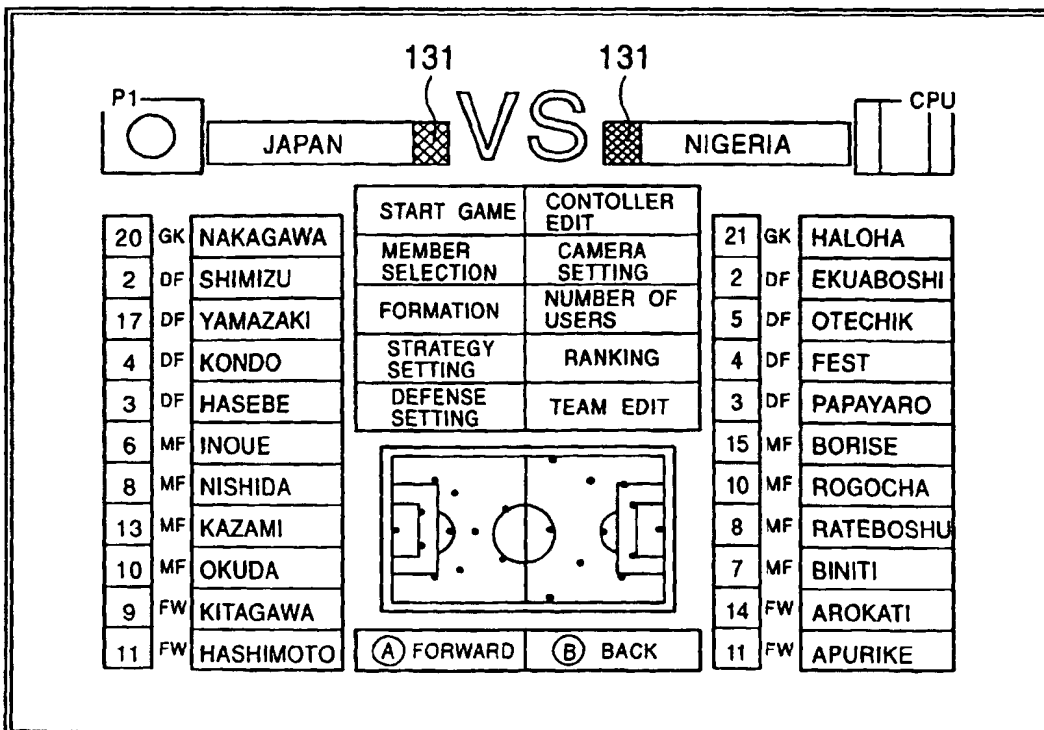 131 131
P1 VS CPU
JAPAN NIGERIA
START GAME CONTOLLER EDIT
MEMBER SELECTION CAMERA SETTING
FORMATION NUMBER OF USERS
STRATEGY SETTING RANKING
DEFENSE SETTING TEAM EDIT
20 GK NAKAGAWA
2 DF SHIMIZU
17 DF YAMAZAKI
4 DF KONDO
3 DF HASEBE
6 MF INOUE
8 MF NISHIDA
13 MF KAZAMI
10 MF OKUDA
9 FW KITAGAWA
11 FW HASHIMOTO
21 GK HALOHA
2 DF EKUABOSHI
5 DF OTECHIK
4 DF FEST
3 DF PAPAYARO
15 MF BORISE
10 MF ROGOCHA
8 MF RATEBOSHU
7 MF BINITI
14 FW AROKATI
11 FW APURIKE
A FORWARD B BACK